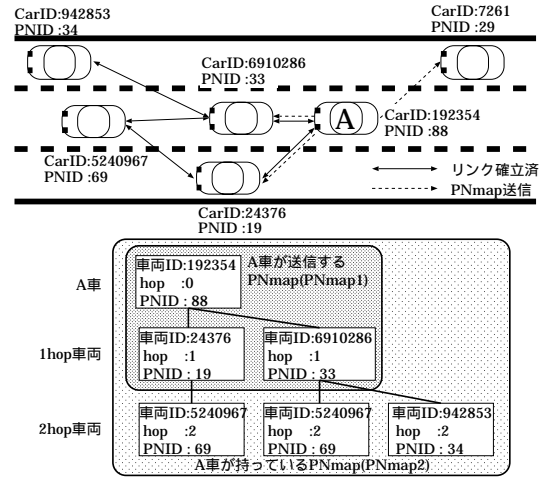 CarID:942853
PNID :34
CarID:7261
PNID :29
CarID:6910286
PNID :33
A
CarID:192354
PNID :88
CarID:5240967
PNID :69
リンク確立済
PNmap送信
CarID:24376
PNID :19
A車
車両ID:192354
hop :0
PNID : 88
A車が送信する
PNmap(PNmap1)
1hop車両
車両ID:24376
hop :1
PNID : 19
車両ID:6910286
hop :1
PNID : 33
2hop車両
車両ID:5240967
hop :2
PNID : 69
車両ID:5240967
hop :2
PNID : 69
車両ID:942853
hop :2
PNID : 34
A車が持っているPNmap(PNmap2)